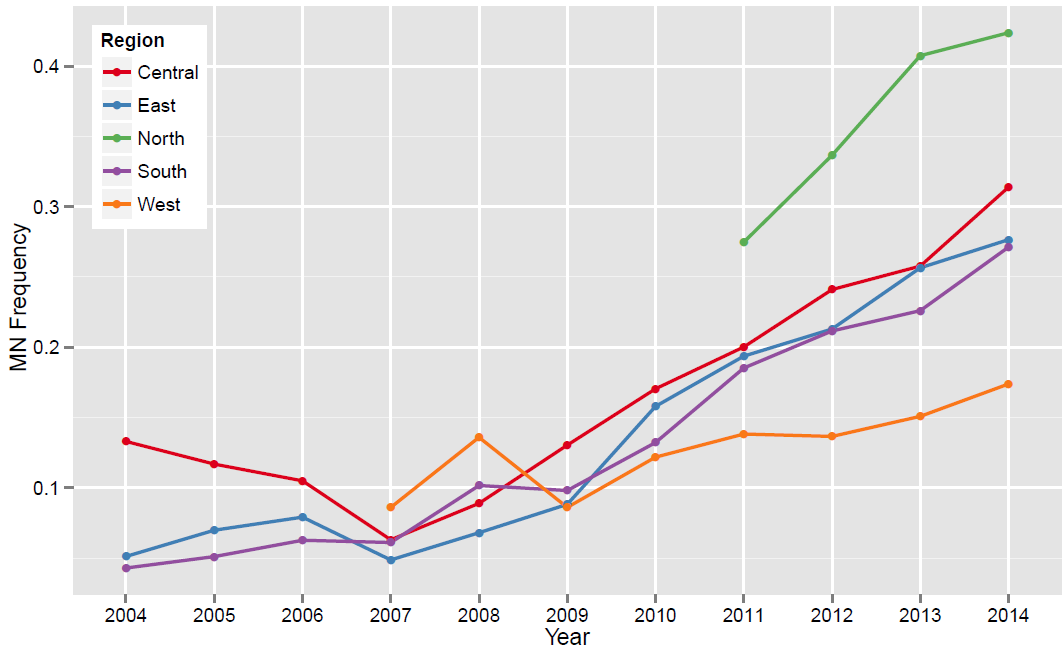 Region
Central
East
North
South
West
MN Frequency
0.4
0.3
0.2
0.1
2004 2005 2006 2007 2008 2009 2010 2011 2012 2013 2014
Year